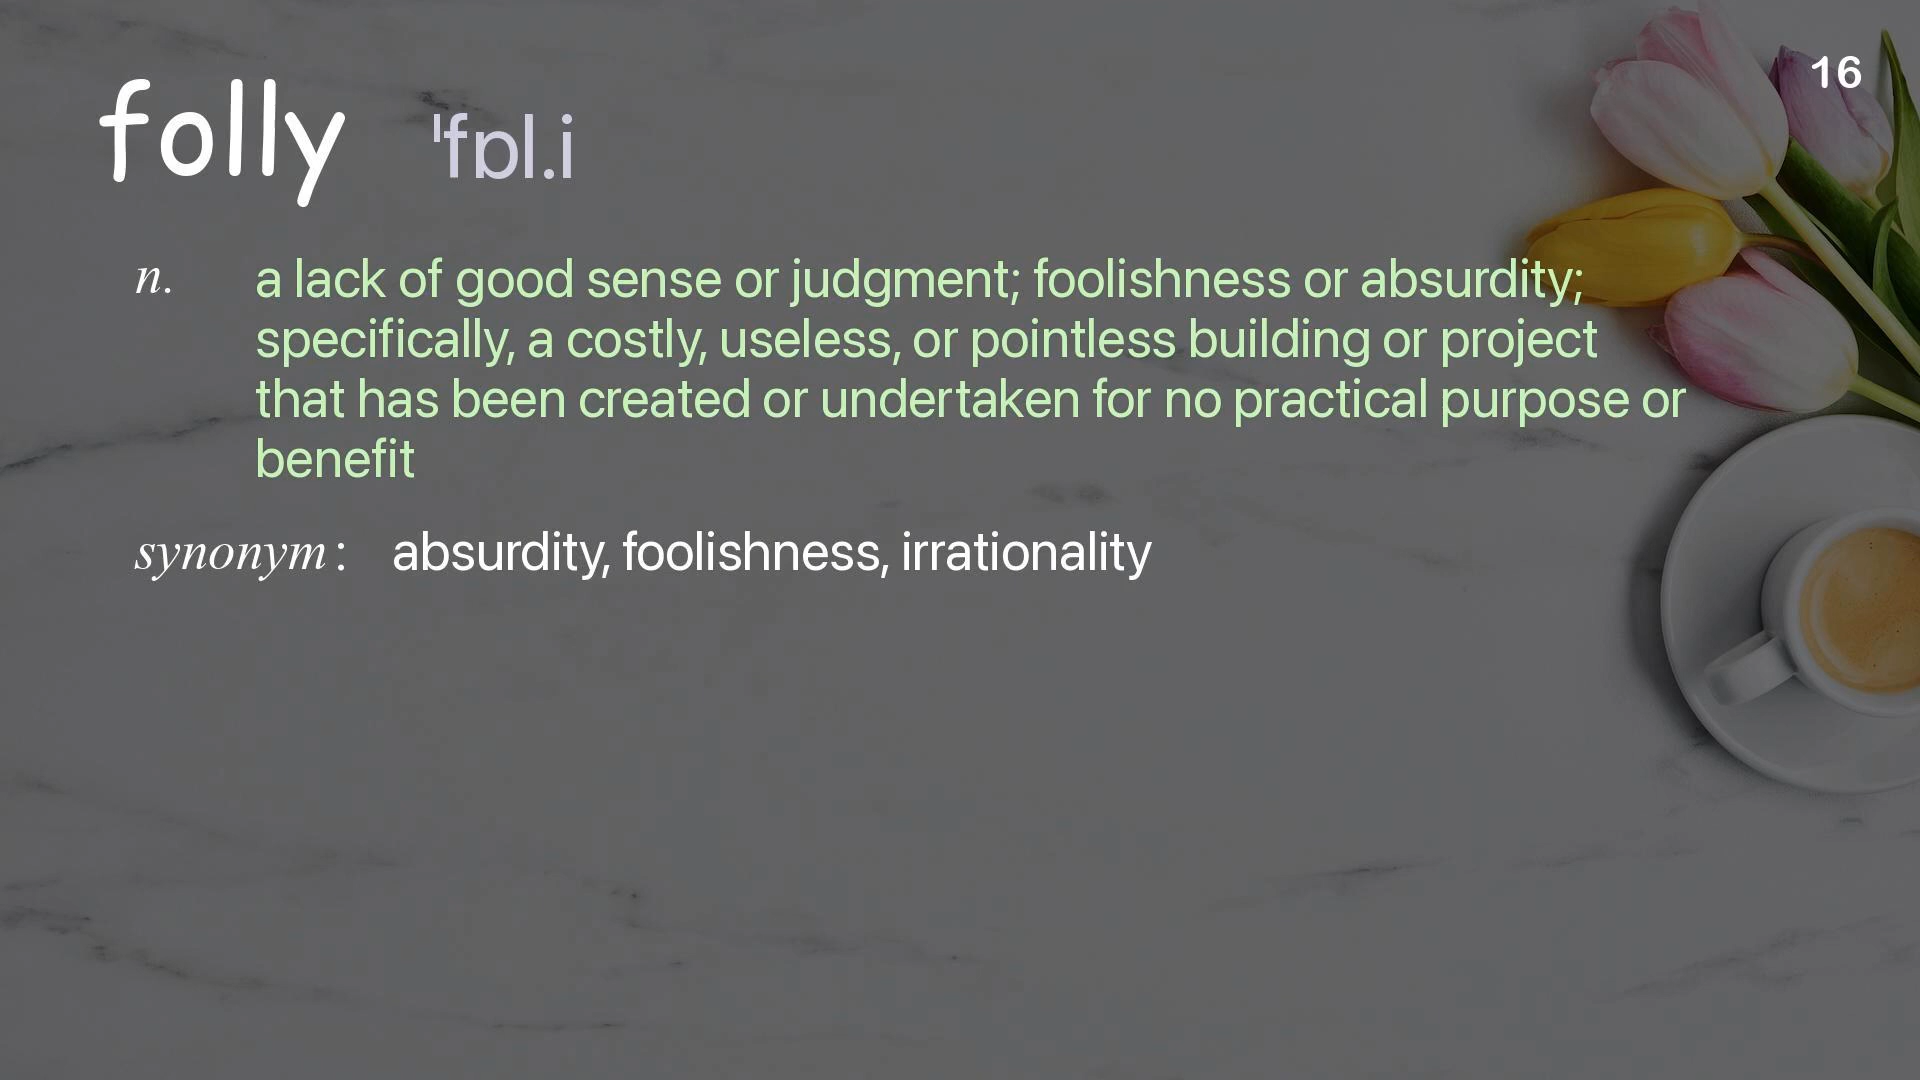 16
folly ˈfɒl.i
n. a lack of good sense or judgment; foolishness or absurdity;
specifically, a costly, useless, or pointless building or project
that has been created or undertaken for no practical purpose or
benefit
synonym : absurdity, foolishness, irrationality